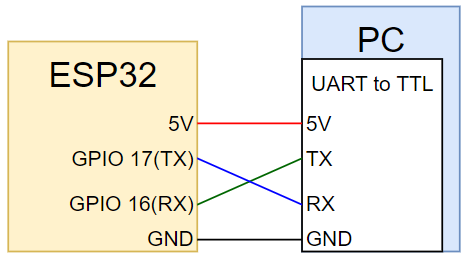 PC
ESP32
UART to TTL
5V 5V
GPIO 17(TX) TX
GPIO 16(RX) RX
GND GND